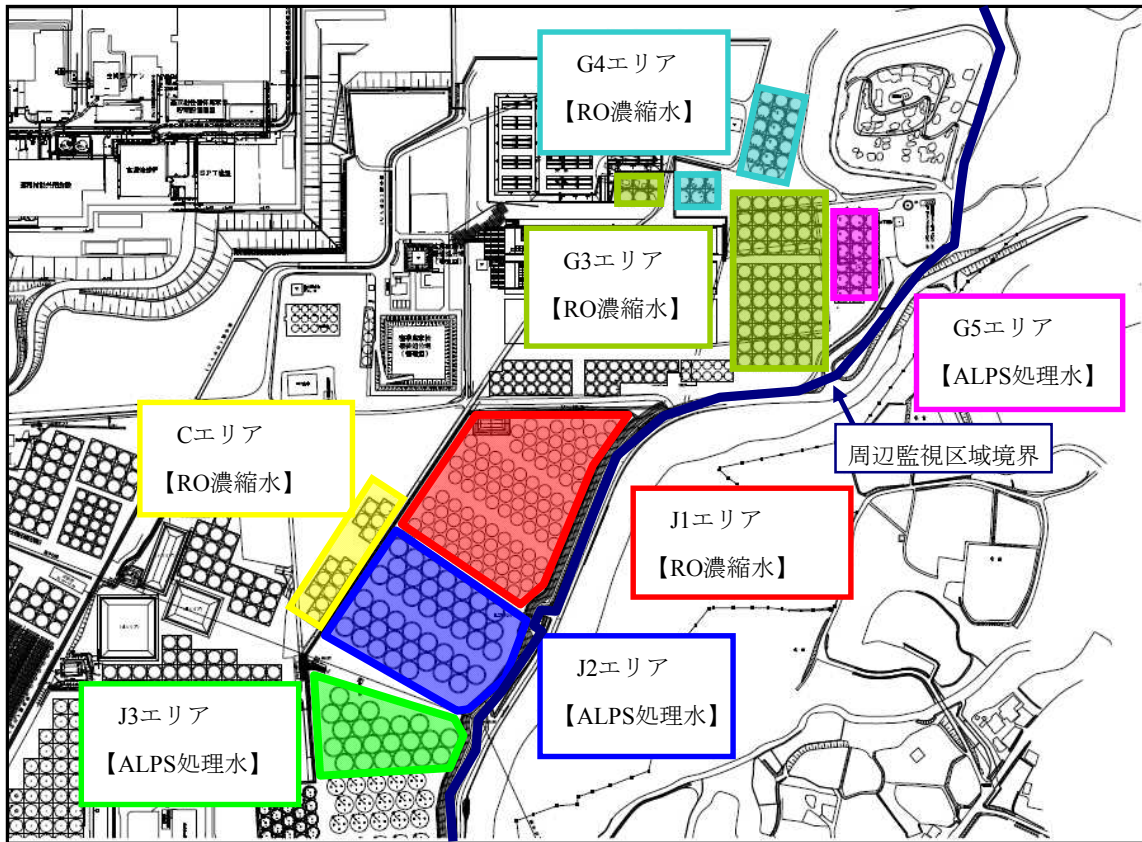 G4エリア
【RO濃縮水】
G3エリア
【RO濃縮水】
G5エリア
【ALPS処理水】
Cエリア
【RO濃縮水】
周辺監視区域境界
J1エリア
【RO濃縮水】
J2エリア
【ALPS処理水】
J3エリア
【ALPS処理水】